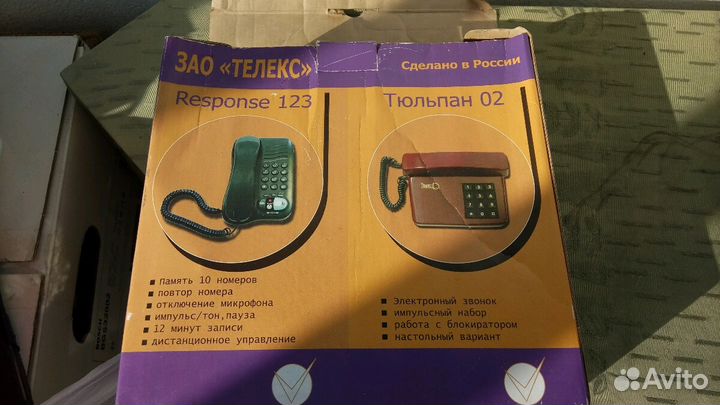 ЗАО «ТЕЛЕКС»
Сделано в России
Response 123
Тюльпан 02
Память 10 номеров
повтор номера
отключение микрофона
импульс/тон,пауза
12 минут записи
дистанционное управление
Электронный звонок
импульсный набор
работа с блокиратором
настольный вариант
Avito